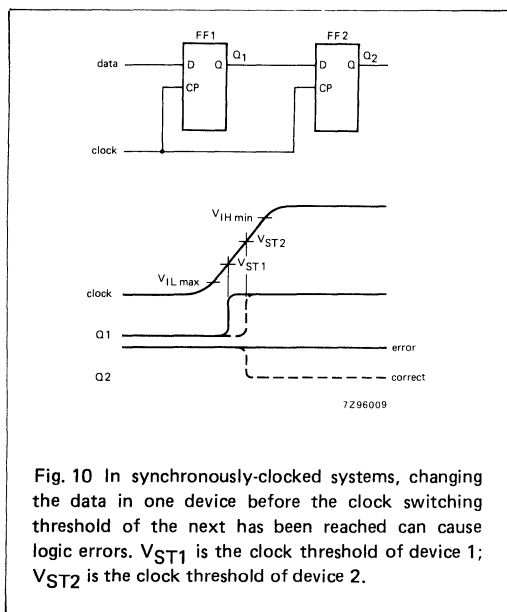 FF1
FF2
data
D
Q
Q1
D
Q
Q2
CP
CP
clock
VIH min
VST2
VST1
VIL max
clock
Q1
error
Q2
correct
7Z96009
Fig. 10 In synchronously-clocked systems, changing
the data in one device before the clock switching
threshold of the next has been reached can cause
logic errors. VST1 is the clock threshold of device 1;
VST2 is the clock threshold of device 2.